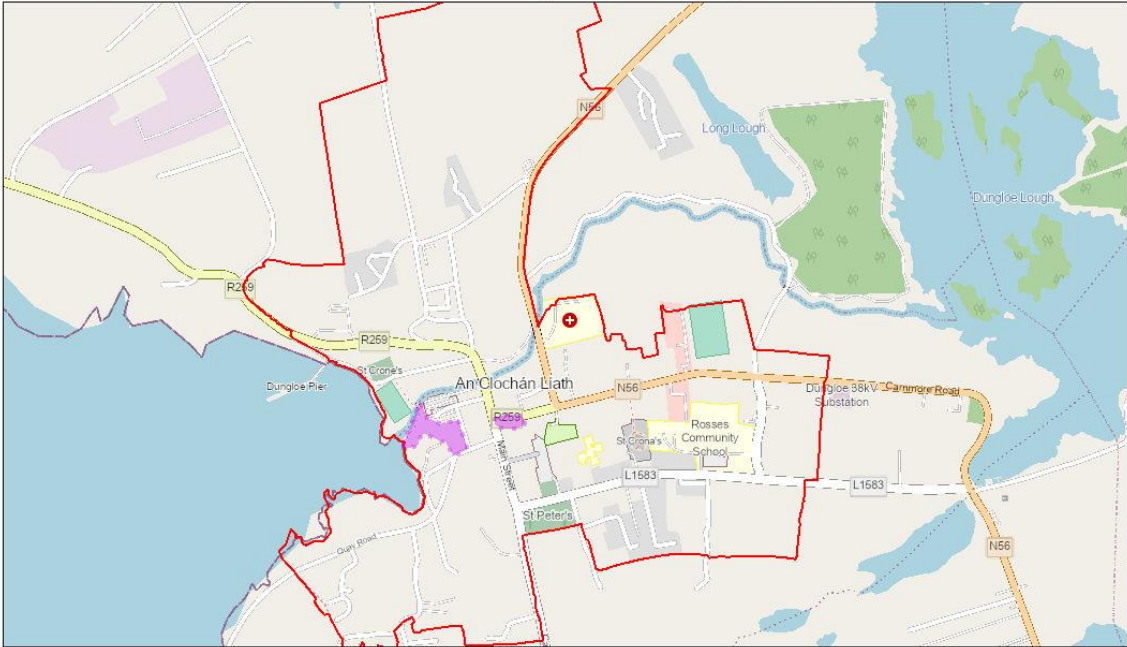 N56
Long Lough
Dungloe Lough
R259
R259
St Crone's
Dungloe Pier
An Clochán Liath
N56
Carnmore Road
Dungloe 38kV
Substation
R259
Rosses
Community
School
St Crona's
Main Street
L1583
L1583
St Peter's
Quay Road
N56